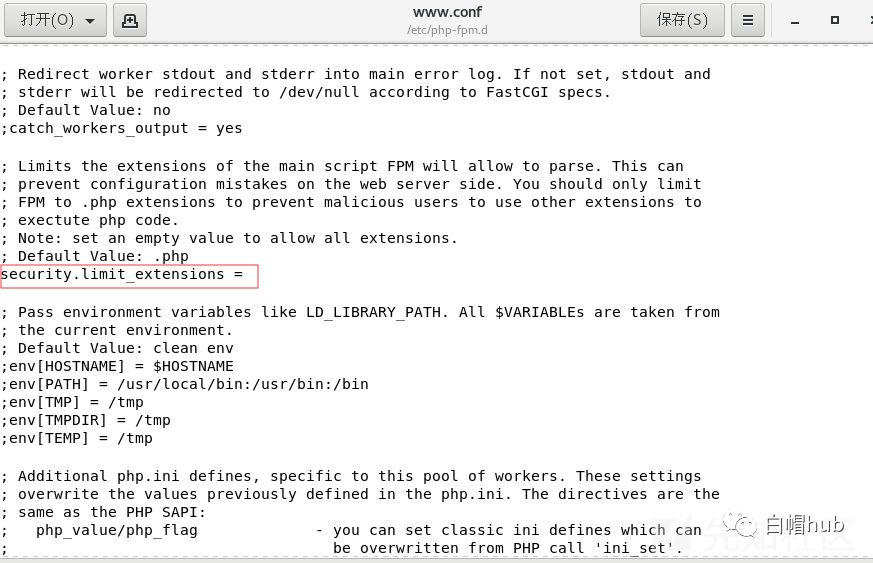 打开(O)
www.conf
/etc/php-fpm.d
保存(S)
; Redirect worker stdout and stderr into main error log. If not set, stdout and
; stderr will be redirected to /dev/null according to FastCGI specs.
; Default Value: no
;catch_workers_output = yes
; Limits the extensions of the main script FPM will allow to parse. This can
; prevent configuration mistakes on the web server side. You should only limit
; FPM to .php extensions to prevent malicious users to use other extensions to
; exectute php code.
; Note: set an empty value to allow all extensions.
; Default Value: .php
security.limit_extensions =
; Pass environment variables like LD_LIBRARY_PATH. All $VARIABLEs are taken from
; the current environment.
; Default Value: clean env
;env[HOSTNAME] = $HOSTNAME
;env[PATH] = /usr/local/bin:/usr/bin:/bin
;env[TMP] = /tmp
;env[TMPDIR] = /tmp
;env[TEMP] = /tmp
; Additional php.ini defines, specific to this pool of workers. These settings
; overwrite the values previously defined in the php.ini. The directives are the
; same as the PHP SAPI:
;   php_value/php_flag             - you can set classic ini defines which can
;                                    be overwritten from PHP call 'ini_set'.
白帽hub
先知社区